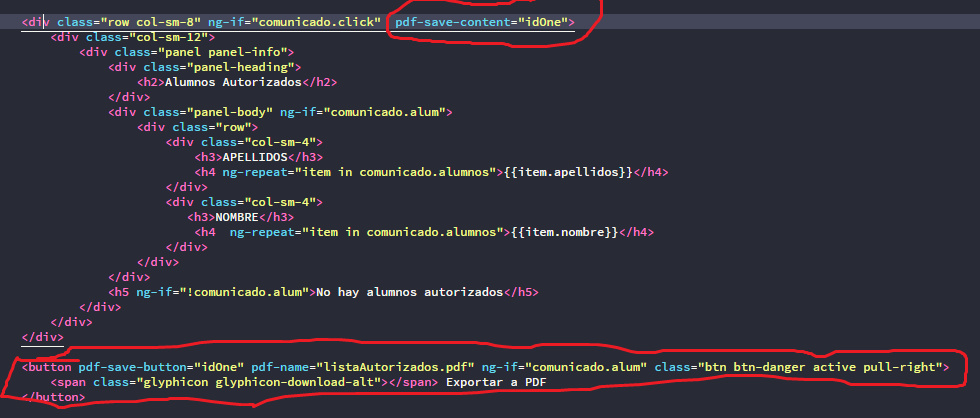 <div class="row col-sm-8" ng-if="comunicado.click" pdf-save-content="idOne">
<div class="col-sm-12">
<div class="panel panel-info">
<div class="panel-heading">
<h2>Alumnos Autorizados</h2>
</div>
<div class="panel-body" ng-if="comunicado.alum">
<div class="row">
<div class="col-sm-4">
<h3>APELLIDOS</h3>
<h4 ng-repeat="item in comunicado.alumnos">{{item.apellidos}}</h4>
</div>
<div class="col-sm-4">
<h3>NOMBRE</h3>
<h4  ng-repeat="item in comunicado.alumnos">{{item.nombre}}</h4>
</div>
</div>
</div>
<h5 ng-if="!comunicado.alum">No hay alumnos autorizados</h5>
</div>
</div>
</div>
<button pdf-save-button="idOne" pdf-name="listaAutorizados.pdf" ng-if="comunicado.alum" class="btn btn-danger active pull-right">
<span class="glyphicon glyphicon-download-alt"></span> Exportar a PDF
</button>